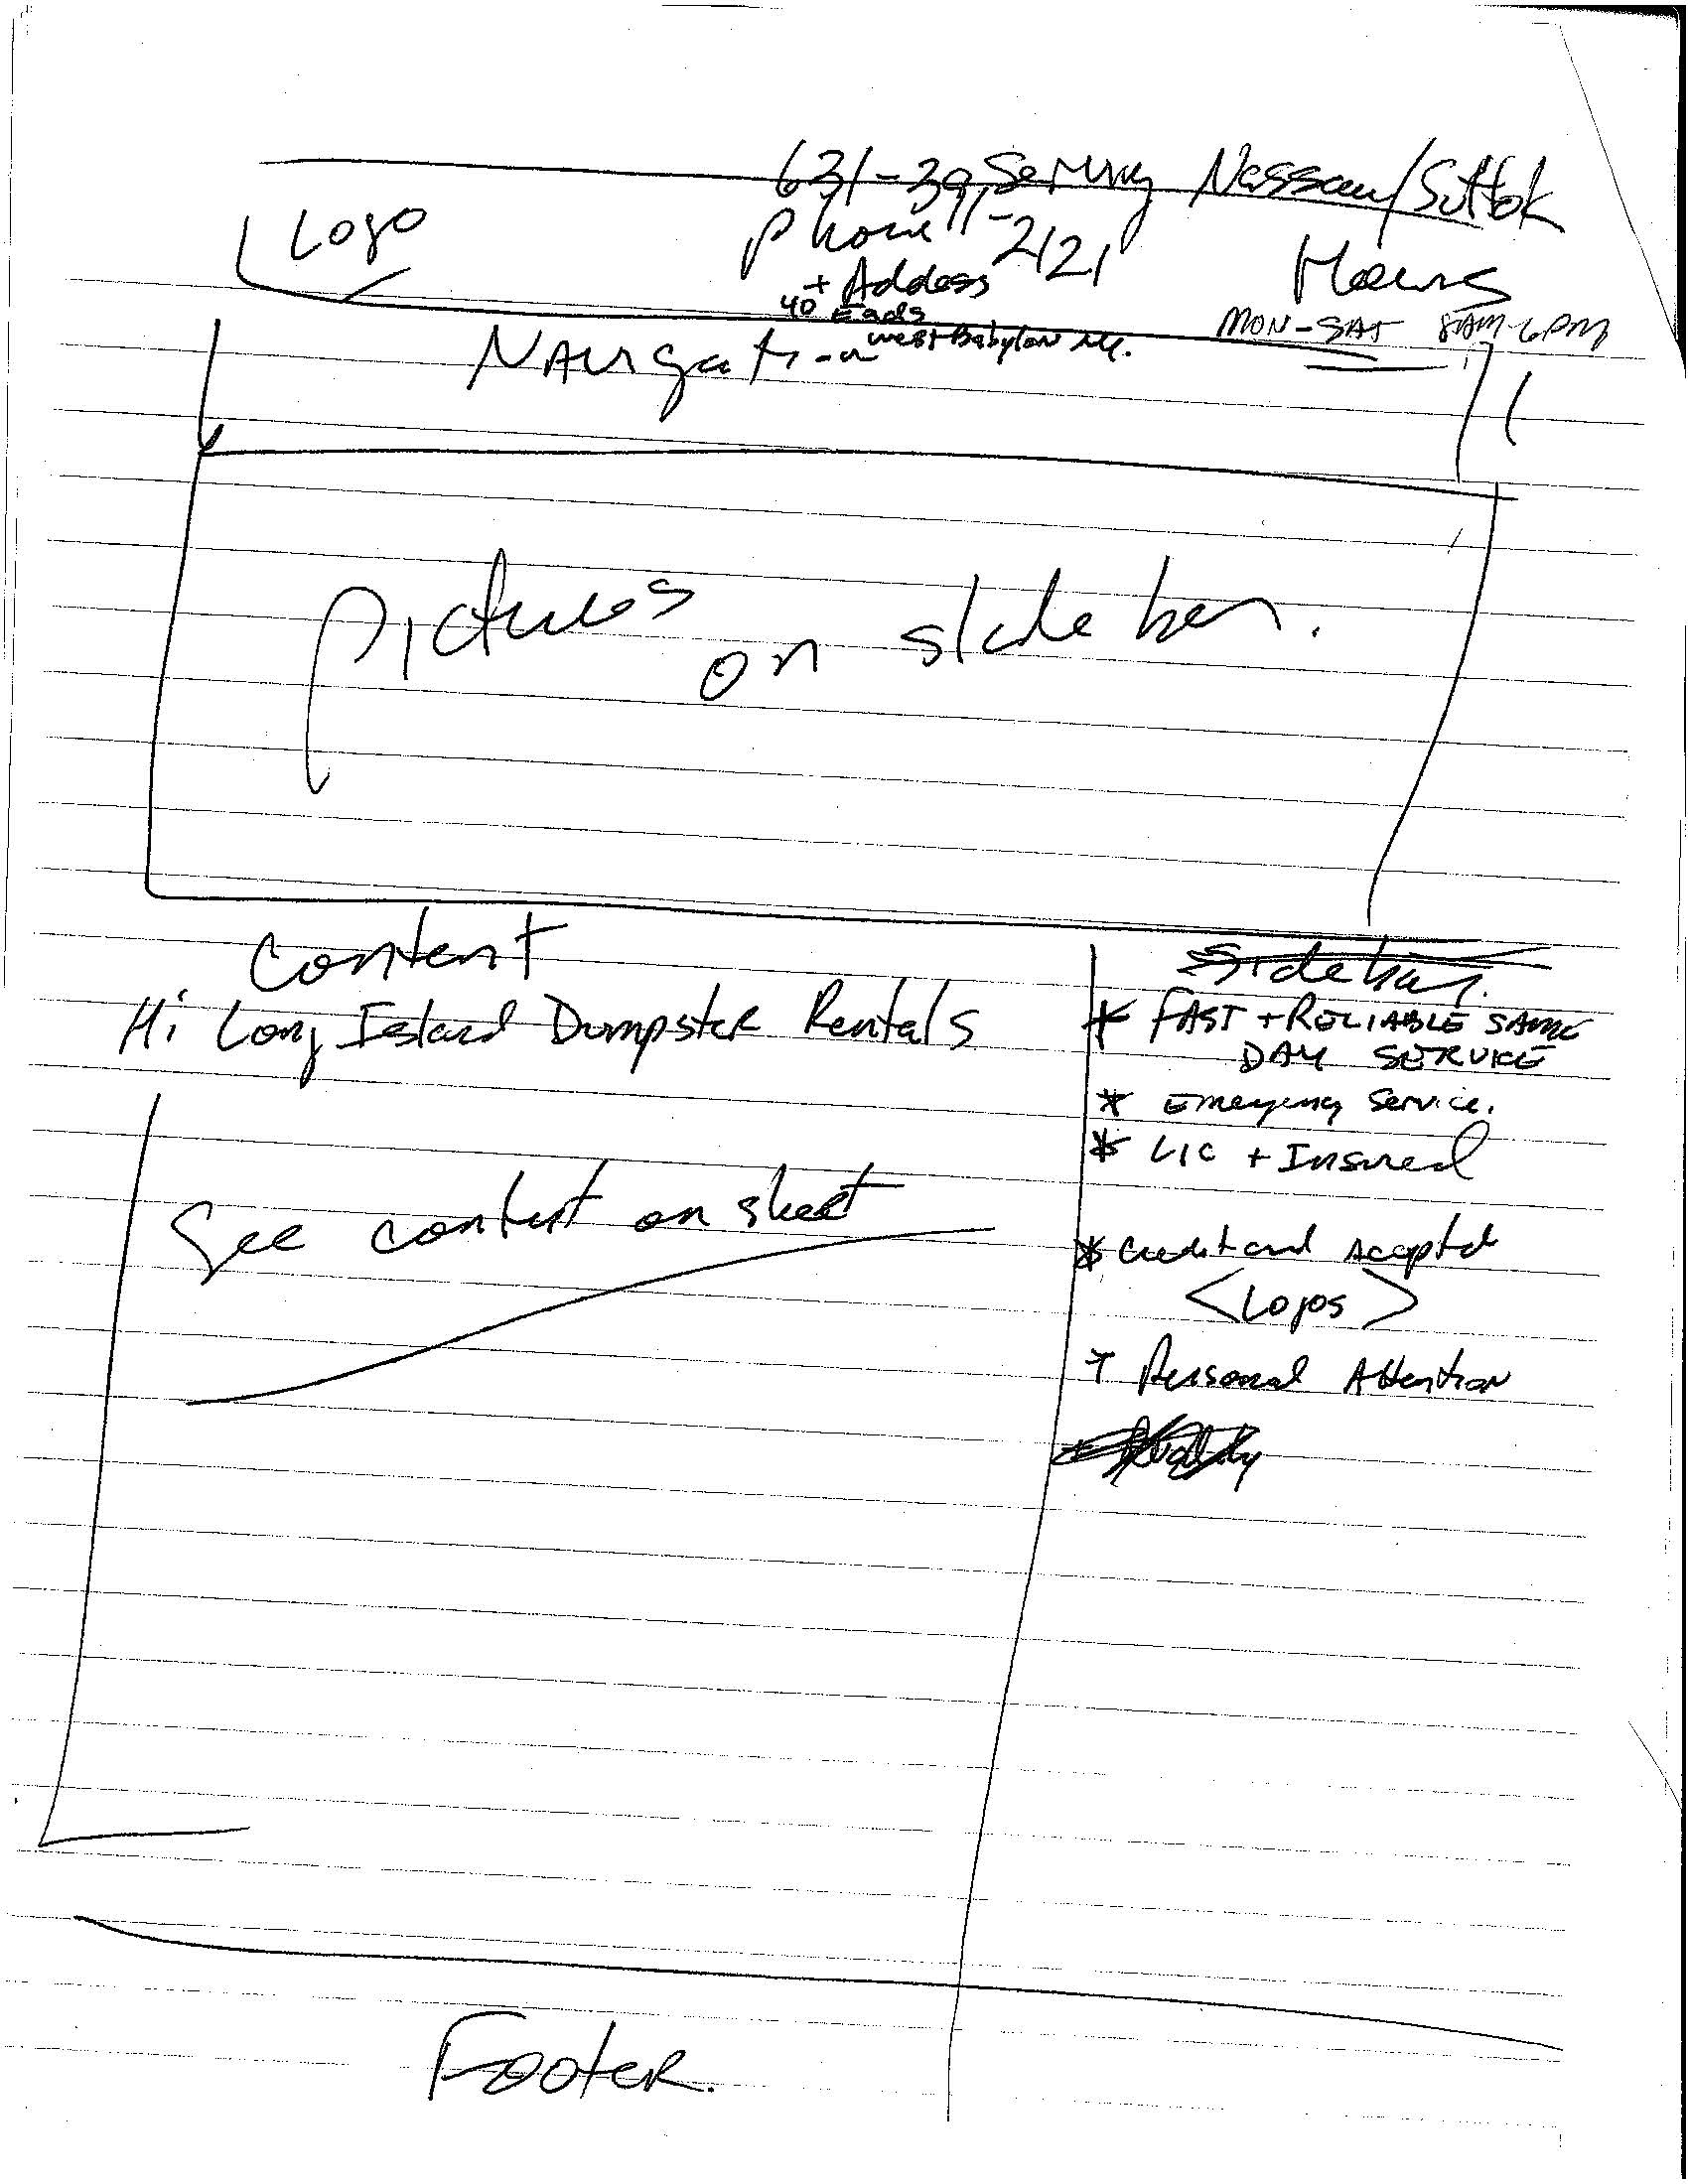 Serving Nassau/Suffok
631-391-2121
Logo
Phone
+ Address
Hours
40 Eads
West Babylon NY.
MON-SAT 8AM-6PM
Navigation
Pictures on slide bar.
Content
Sidebar.
Hi Long Island Dumpster Rentals
* FAST + RELIABLE SAME
DAY SERVICE
* Emergency Service.
* LIC + Insured
See content on sheet
* Credit card Accepted
<Logos>
+ Personal Attention
Footer.